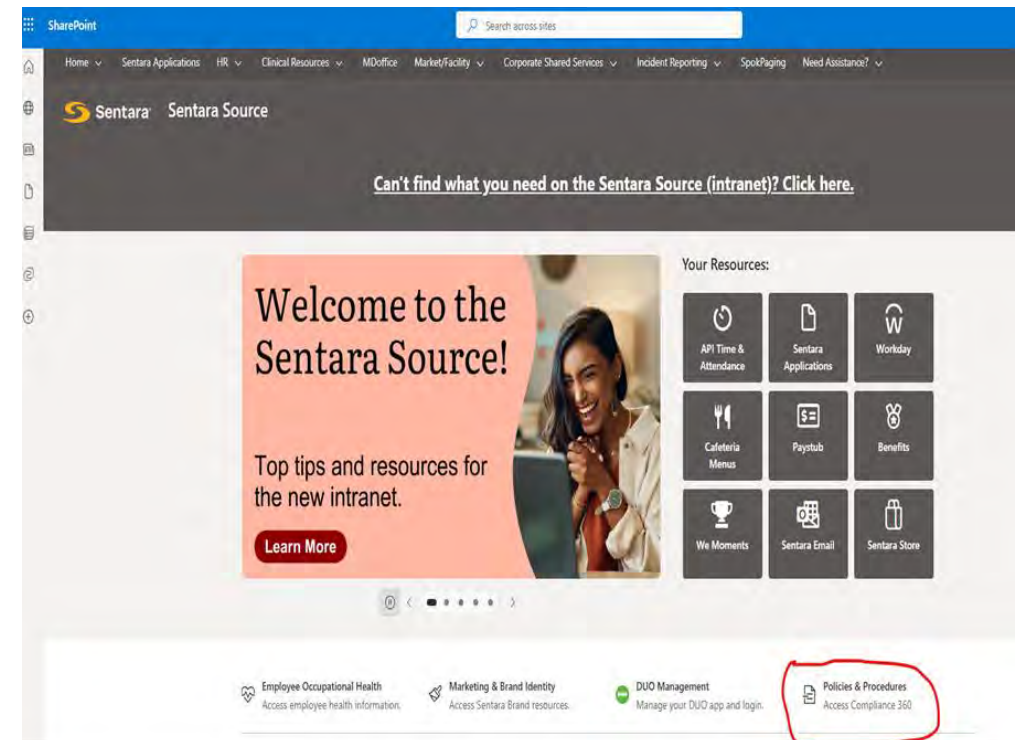 SharePoint
Search across sites
Home
Sentara Applications
HR
Clinical Resources
MDoffice
Market/Facility
Corporate Shared Services
Incident Reporting
SpokPaging
Need Assistance?
Sentara
Sentara Source
Can't find what you need on the Sentara Source (intranet)? Click here.
Welcome to the
Sentara Source!
Top tips and resources for
the new intranet.
Learn More
Your Resources:
API Time &
Attendance
Sentara
Applications
Workday
Cafeteria
Menus
Paystub
Benefits
We Moments
Sentara Email
Sentara Store
Employee Occupational Health
Access employee health information.
Marketing & Brand Identity
Access Sentara Brand resources.
DUO Management
Manage your DUO app and login.
Policies & Procedures
Access Compliance 360